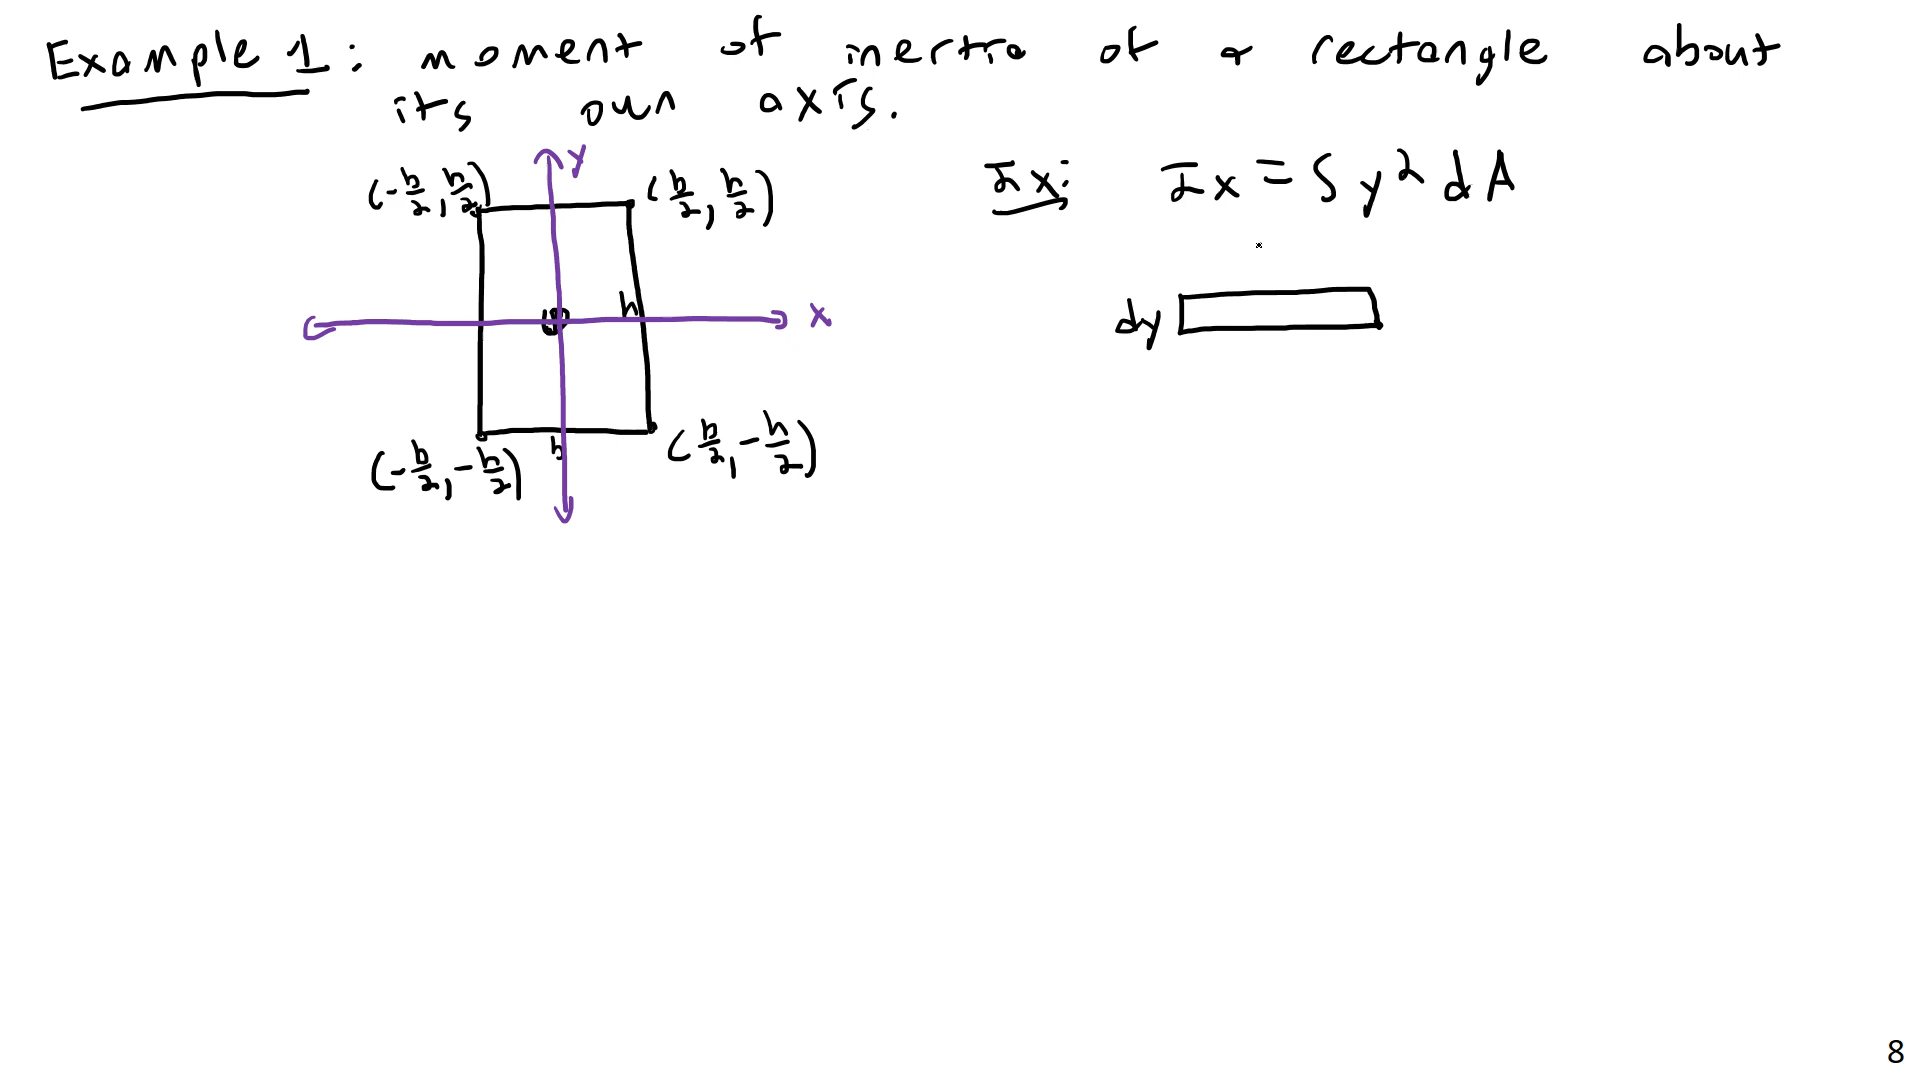 Example 1: moment of inertia of a rectangle about
its own axis.
y
(-b/2, h/2)
(b/2, h/2)
h
x
(-b/2, -h/2)
b
(b/2, -h/2)
Ix: Ix = ∫ y² dA
dy
8